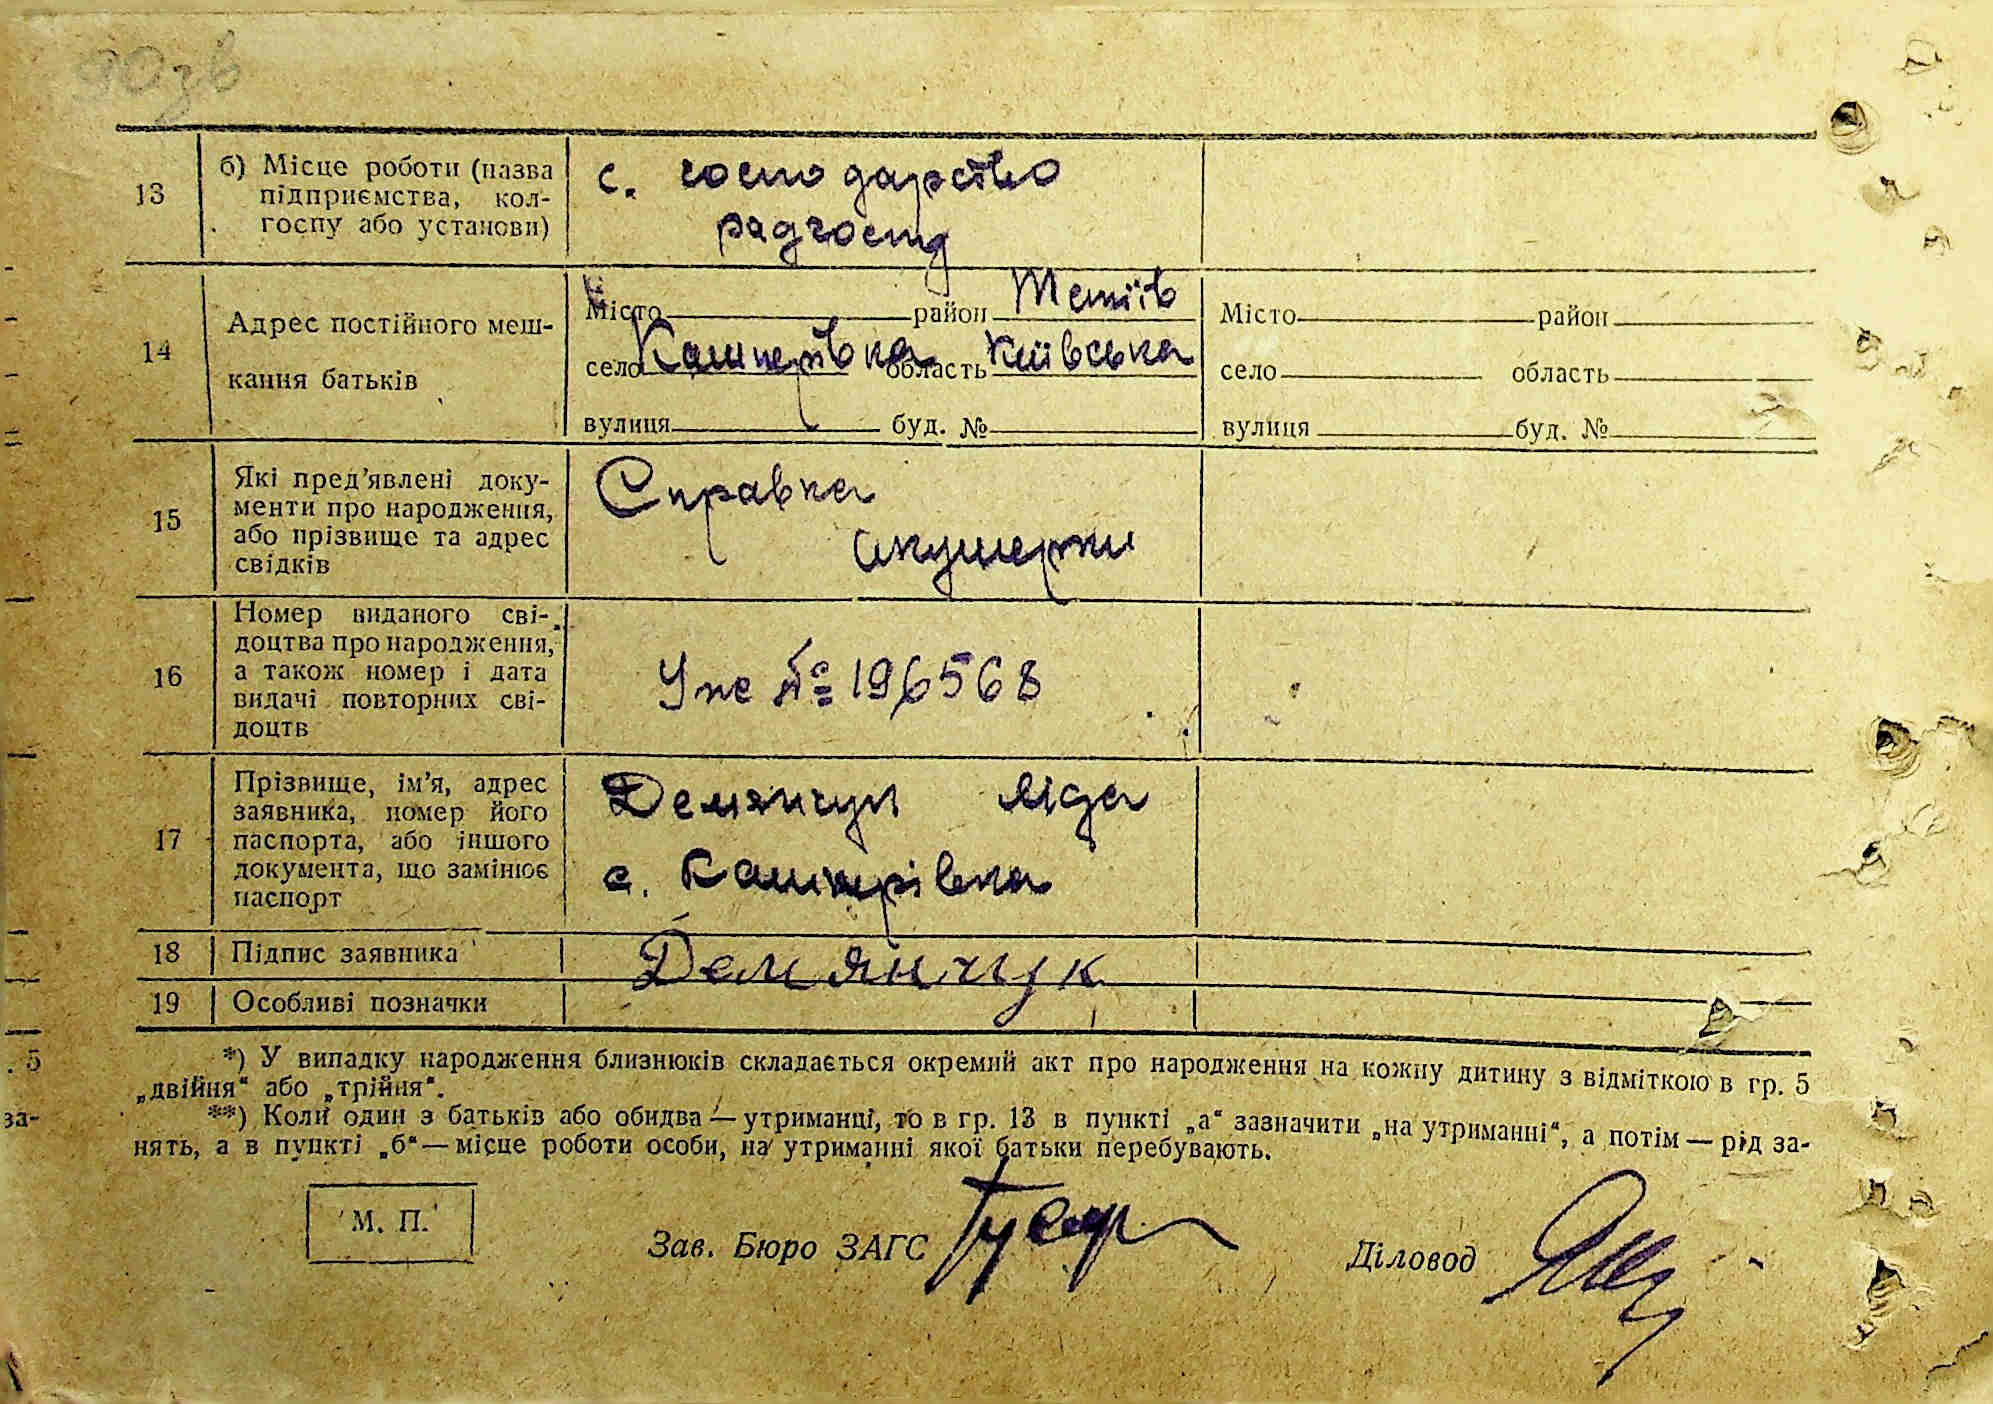 90зв
13
б) Місце роботи (назва
підприємства, кол-
госпу або установи)
с. господарство
радгосп
14
Адрес постійного меш-
кання батьків
Місто район Тетіїв
село Кашперівка область Київська
вулиця буд. №
Місто район
село область
вулиця буд. №
15
Які пред’явлені доку-
менти про народження,
або прізвище та адрес
свідків
Справка
акушерки
16
Номер виданого сві-
доцтва про народження,
а також номер і дата
видачі повторних сві-
доцтв
№ 196568
17
Прізвище, ім’я, адрес
заявника, номер його
паспорта, або іншого
документа, що замінює
паспорт
Демянчук Ліда
с. Кашперівка
18
Підпис заявника
Демянчук
19
Особливі позначки
*) У випадку народження близнюків складається окремий акт про народження на кожну дитину з відміткою в гр. 5
„двійня“ або „трійня“.
**) Коли один з батьків або обидва — утриманці, то в гр. 13 в пункті „а“ зазначити „на утриманні“, а потім — рід за-
нять, а в пункті „б“ — місце роботи особи, на утриманні якої батьки перебувають.
. 5
за-
М. П.
Зав. Бюро ЗАГС
Діловод